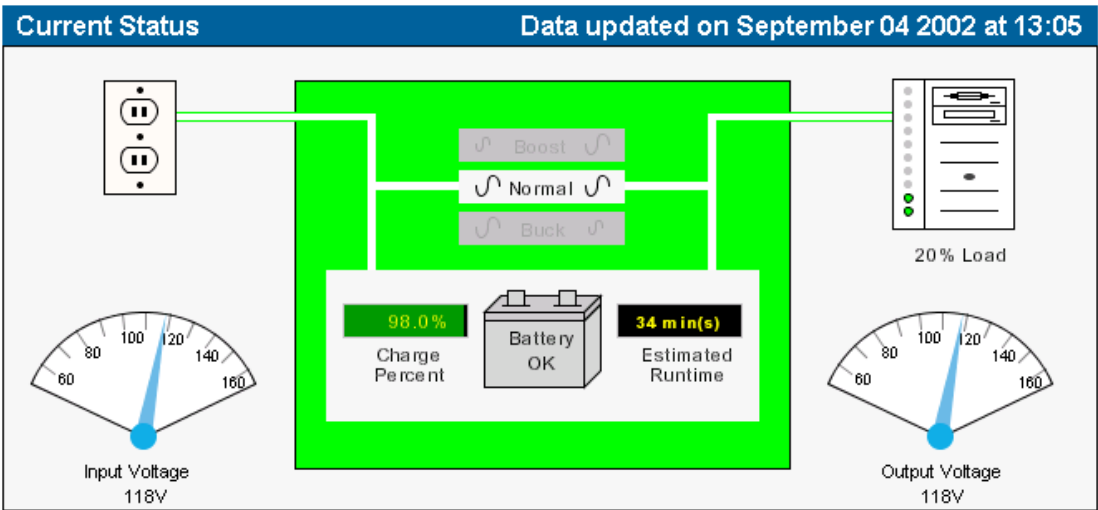 Current Status
Data updated on September 04 2002 at 13:05
Boost
Normal
Buck
20% Load
98.0%
Charge
Percent
Battery
OK
34 min(s)
Estimated
Runtime
60
80
100
120
140
160
Input Voltage
118V
60
80
100
120
140
160
Output Voltage
118V